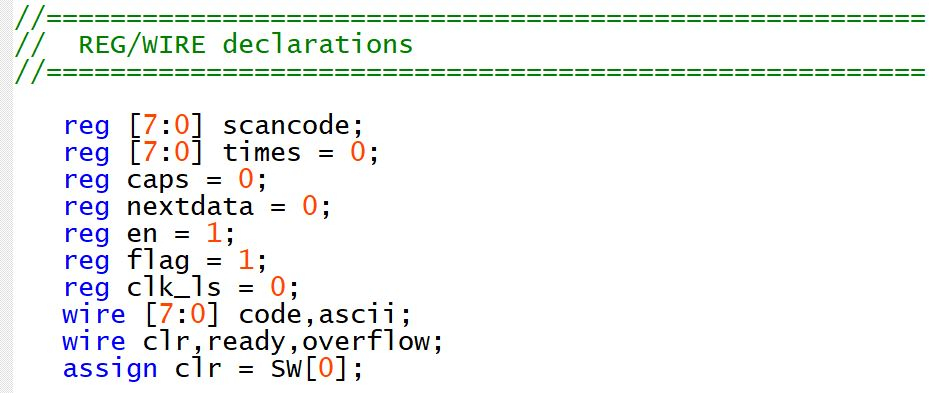 //=======================================================
//  REG/WIRE declarations
//=======================================================
reg [7:0] scancode;
reg [7:0] times = 0;
reg caps = 0;
reg nextdata = 0;
reg en = 1;
reg flag = 1;
reg clk_ls = 0;
wire [7:0] code,ascii;
wire clr,ready,overflow;
assign clr = SW[0];